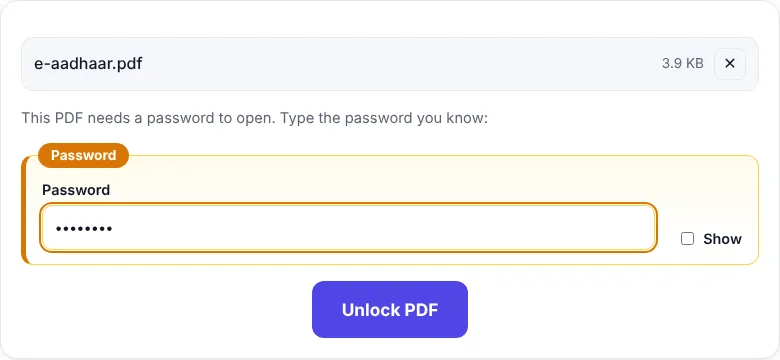 e-aadhaar.pdf 3.9 KB ✕
This PDF needs a password to open. Type the password you know:
Password
Password
••••••••
Show
Unlock PDF